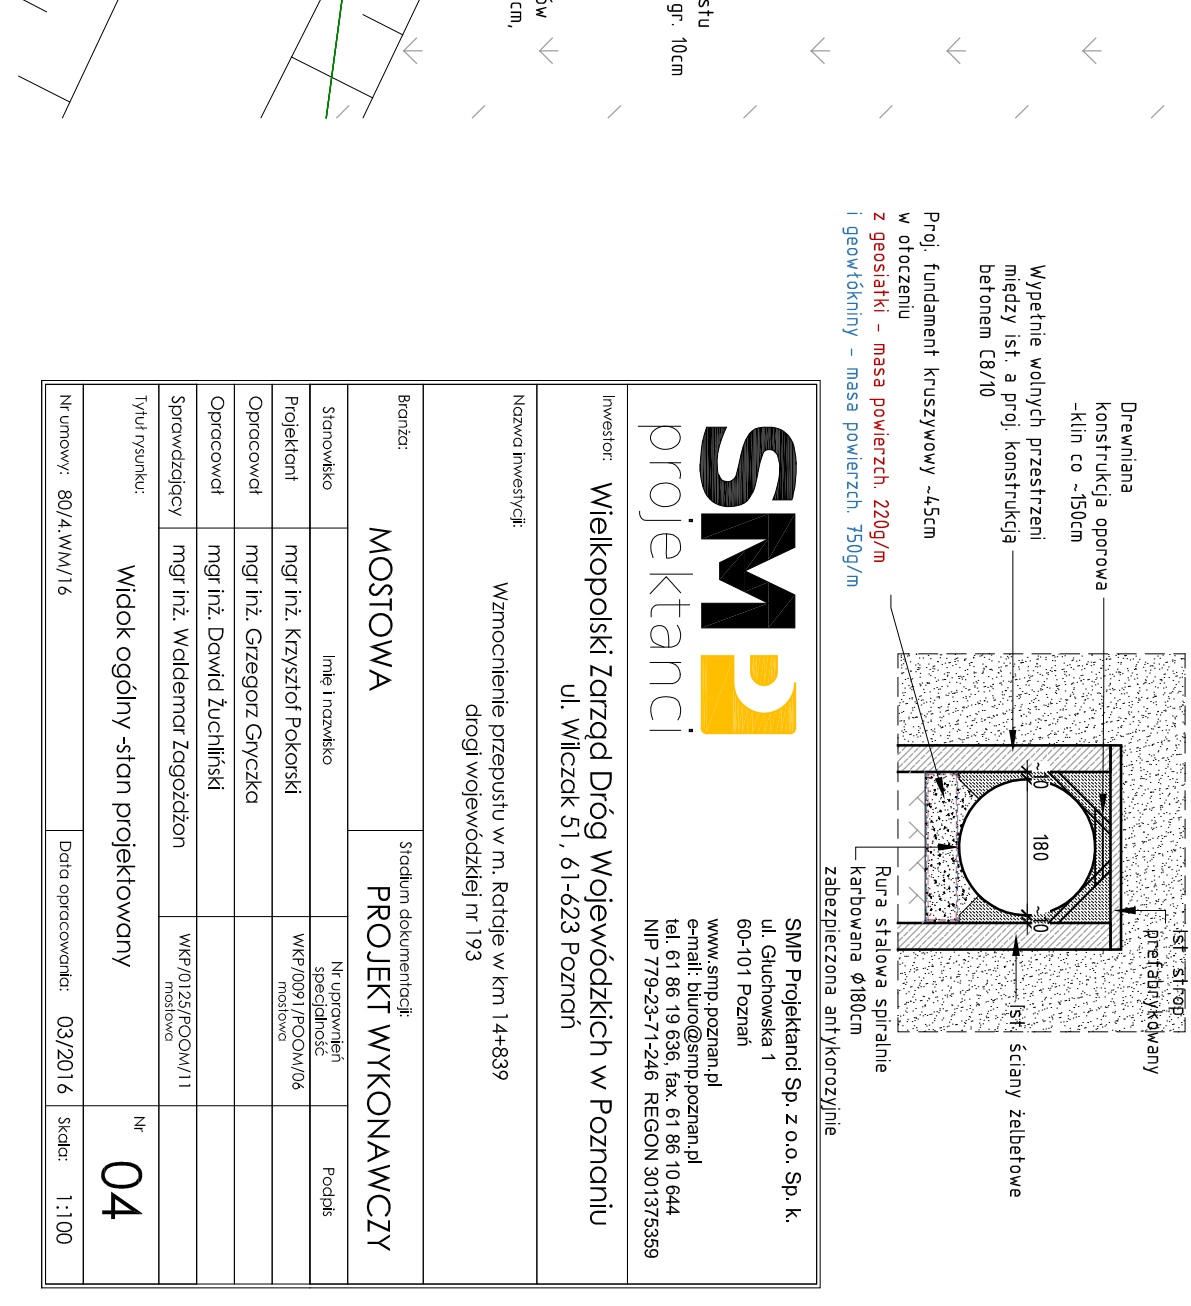 ów
cm,
stu
gr. 10cm
Drewniana
konstrukcja oporowa
-klin co ~150cm
Wypełnie wolnych przestrzeni
między ist. a proj. konstrukcją
betonem C8/10
Proj. fundament kruszywowy ~45cm
w otoczeniu
z geosiatki - masa powierzch. 220g/m
i geowłókniny - masa powierzch. 750g/m
~10
180
~10
Ist. strop
prefabrykowany
Ist. ściany żelbetowe
Rura stalowa spiralnie
karbowana ϕ180cm
zabezpieczona antykorozyjnie
SMP
projektanci
SMP Projektanci Sp. z o.o. Sp. k.
ul. Głuchowska 1
60-101 Poznań
www.smp.poznan.pl
e-mail: biuro@smp.poznan.pl
tel. 61 86 19 636, fax. 61 86 10 644
NIP 779-23-71-246 REGON 301375359
Inwestor: Wielkopolski Zarząd Dróg Wojewódzkich w Poznaniu
ul. Wilczak 51, 61-623 Poznań
Nazwa inwestycji:
Wzmocnienie przepustu w m. Rataje w km 14+839
drogi wojewódzkiej nr 193
Branża: Stadium dokumentacji:
MOSTOWA PROJEKT WYKONAWCZY
Stanowisko Imię i nazwisko Nr uprawnień specjalność Podpis
Projektant mgr inż. Krzysztof Pokorski WKP/0091/POOM/06 mostowa
Opracował mgr inż. Grzegorz Gryczka
Opracował mgr inż. Dawid Żuchliński
Sprawdzający mgr inż. Waldemar Zagożdżon WKP/0125/POOM/11 mostowa
Tytuł rysunku: Nr
Widok ogólny -stan projektowany 04
Nr umowy: 80/4.WM/16 Data opracowania: 03/2016 Skala: 1:100